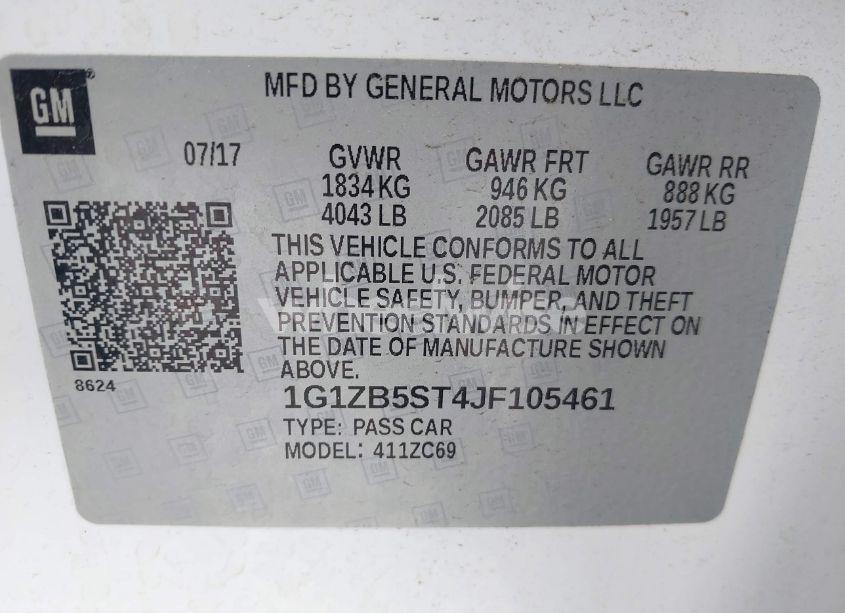 GM
MFD BY GENERAL MOTORS LLC
07/17
GVWR
1834 KG
4043 LB
GAWR FRT
946 KG
2085 LB
GAWR RR
888 KG
1957 LB
THIS VEHICLE CONFORMS TO ALL
APPLICABLE U.S. FEDERAL MOTOR
VEHICLE SAFETY, BUMPER, AND THEFT
PREVENTION STANDARDS IN EFFECT ON
THE DATE OF MANUFACTURE SHOWN
ABOVE.
8624
1G1ZB5ST4JF105461
TYPE: PASS CAR
MODEL: 411ZC69